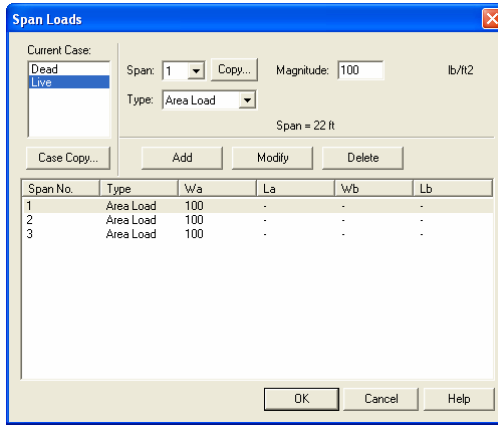 Span Loads
Current Case:
Dead
Live
Span: 1 Copy... Magnitude: 100 lb/ft2
Type: Area Load
Span = 22 ft
Case Copy... Add Modify Delete
Span No. Type Wa La Wb Lb
1 Area Load 100 - - -
2 Area Load 100 - - -
3 Area Load 100 - - -
OK Cancel Help